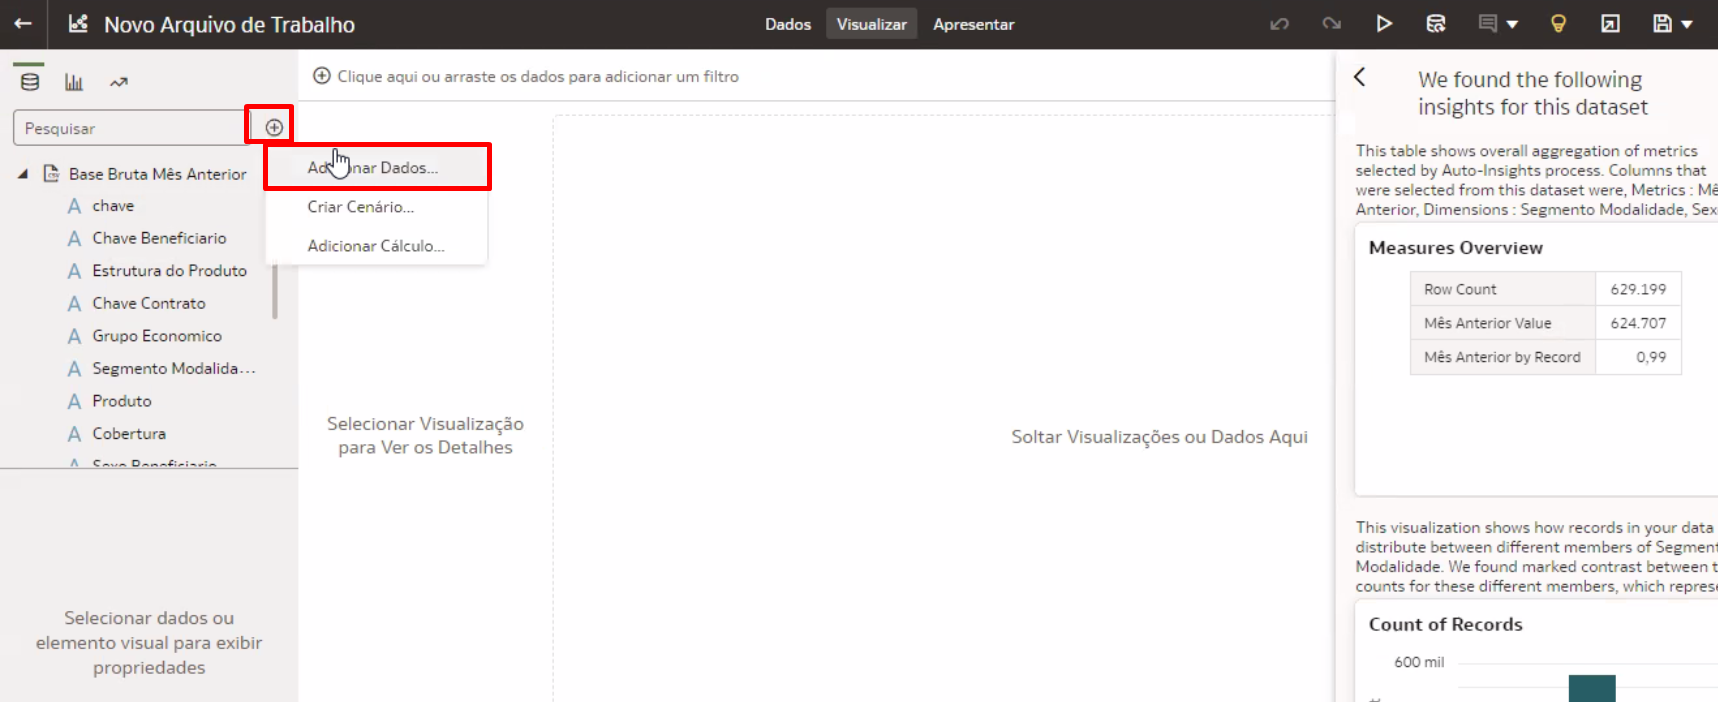 Novo Arquivo de Trabalho
Dados
Visualizar
Apresentar
Pesquisar
Base Bruta Mês Anterior
chave
Chave Beneficiario
Estrutura do Produto
Chave Contrato
Grupo Economico
Segmento Modalida...
Produto
Cobertura
Sexo Beneficiario
Selecionar dados ou
elemento visual para exibir
propriedades
Clique aqui ou arraste os dados para adicionar um filtro
Adicionar Dados...
Criar Cenário...
Adicionar Cálculo...
Selecionar Visualização
para Ver os Detalhes
Soltar Visualizações ou Dados Aqui
We found the following
insights for this dataset
This table shows overall aggregation of metrics
selected by Auto-Insights process. Columns that
were selected from this dataset were, Metrics : Mê
Anterior, Dimensions : Segmento Modalidade, Sex
Measures Overview
Row Count 629.199
Mês Anterior Value 624.707
Mês Anterior by Record 0,99
This visualization shows how records in your data
distribute between different members of Segment
Modalidade. We found marked contrast between t
counts for these different members, which represe
Count of Records
600 mil